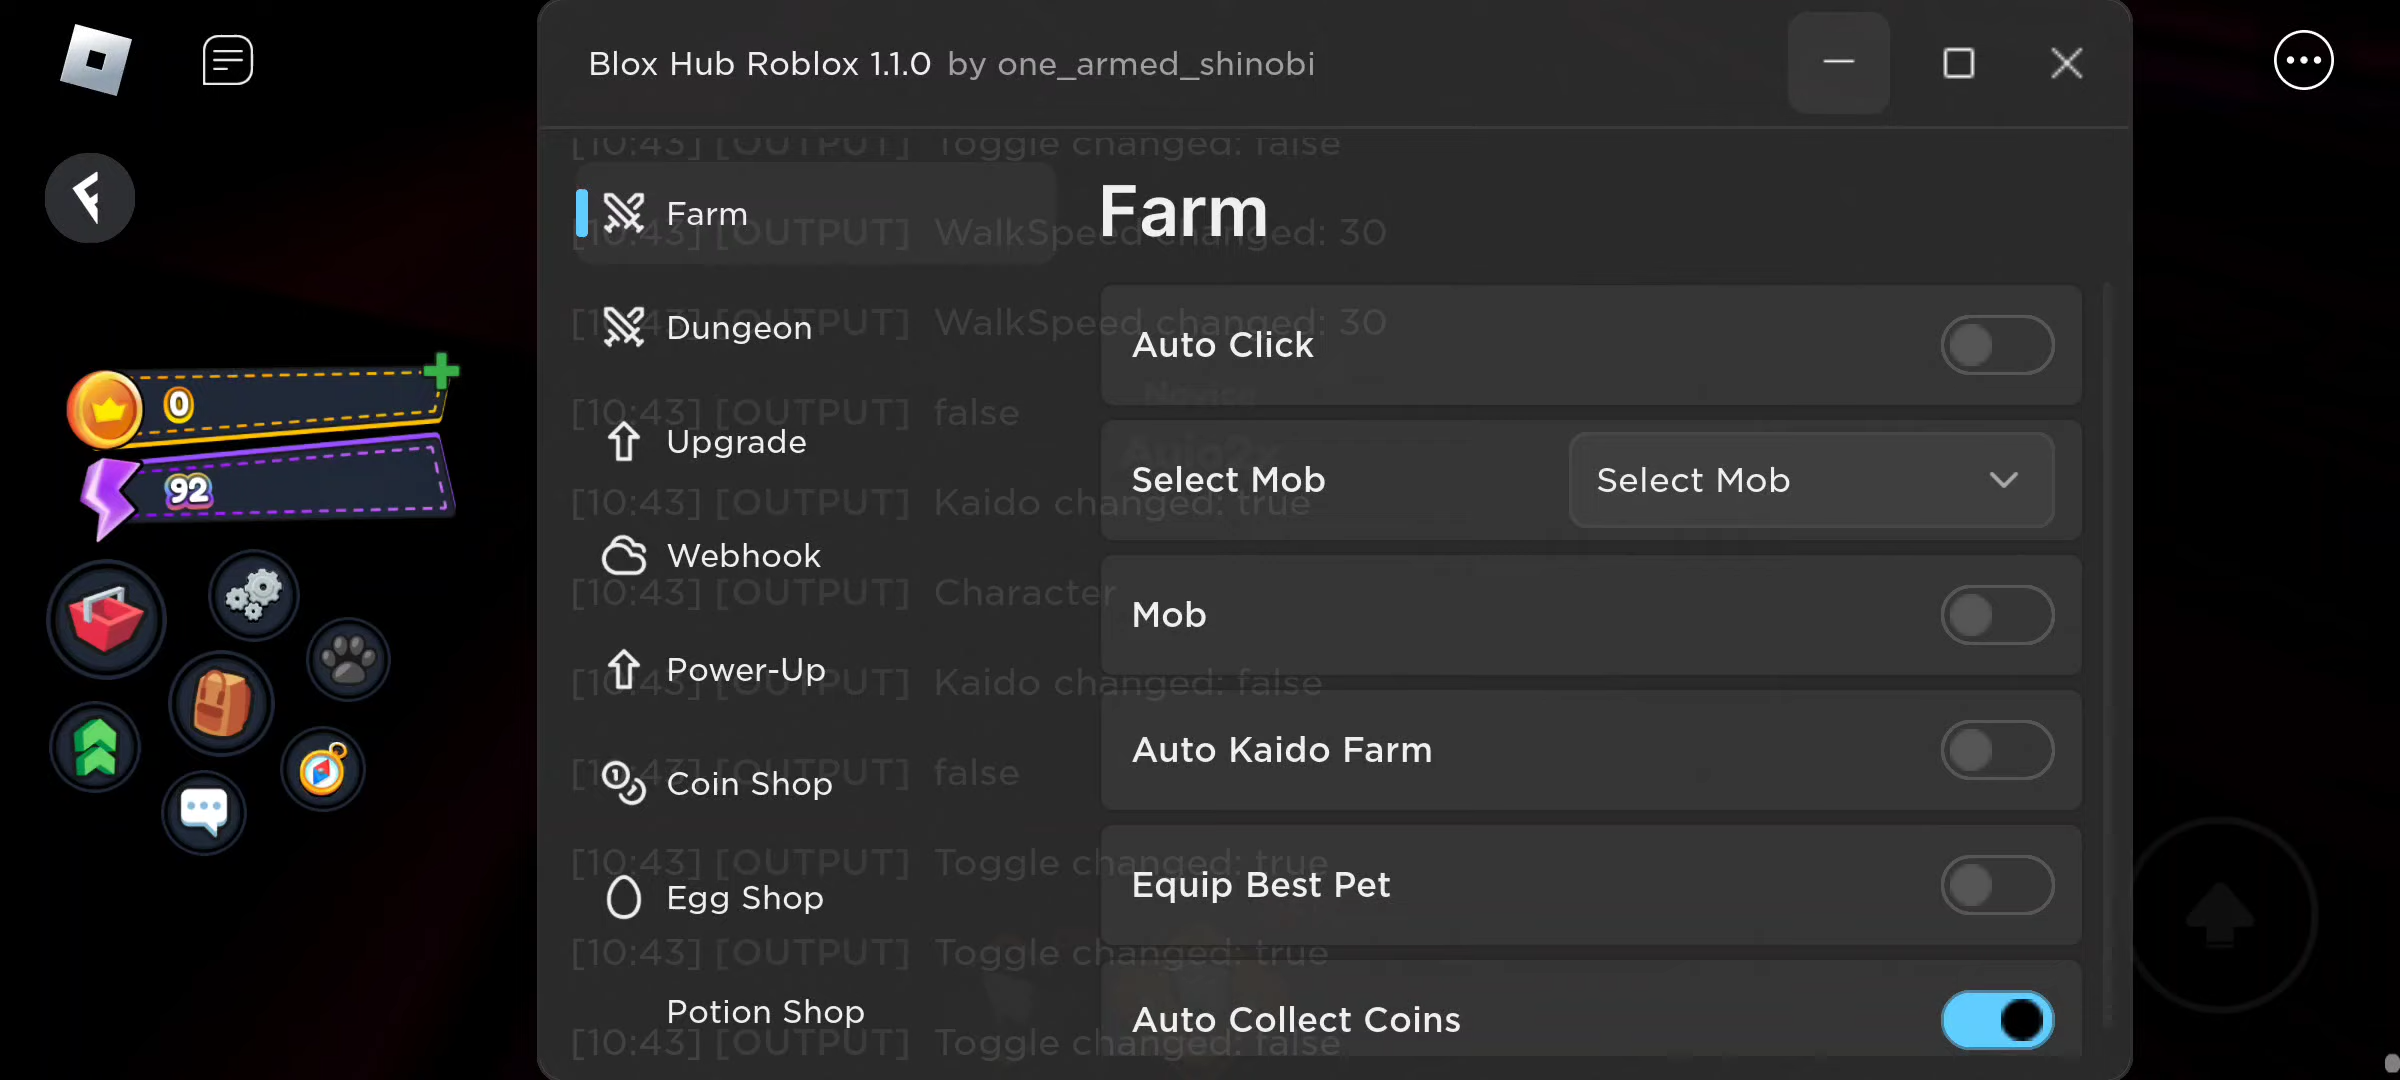 Blox Hub Roblox 1.1.0 by one_armed_shinobi
[10:43] [OUTPUT] Toggle changed: false
Farm
Farm
[10:43] [OUTPUT] WalkSpeed changed: 30
Dungeon
[10:43] [OUTPUT] WalkSpeed changed: 30
Auto Click
0
[10:43] [OUTPUT] false
Upgrade
Select Mob
Select Mob
92
[10:43] [OUTPUT] Kaido changed: true
Webhook
[10:43] [OUTPUT] Character
Mob
Power-Up
[10:43] [OUTPUT] Kaido changed: false
Auto Kaido Farm
Coin Shop
[10:43] [OUTPUT] false
[10:43] [OUTPUT] Toggle changed: true
Egg Shop
Equip Best Pet
[10:43] [OUTPUT] Toggle changed: true
Potion Shop
Auto Collect Coins
[10:43] [OUTPUT] Toggle changed: false